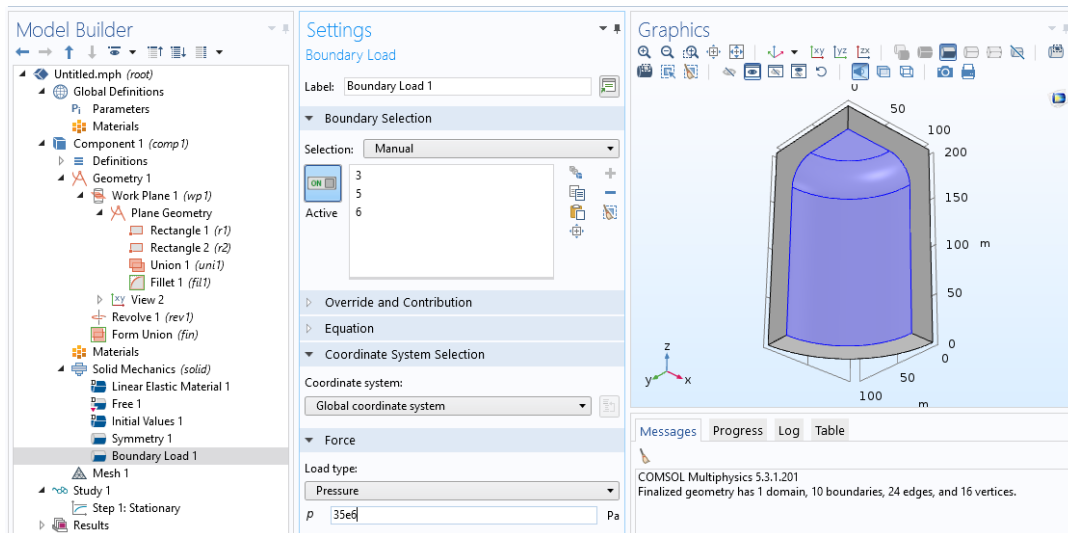 Model Builder
Untitled.mph (root)
Global Definitions
Pi Parameters
Materials
Component 1 (comp1)
Definitions
Geometry 1
Work Plane 1 (wp1)
Plane Geometry
Rectangle 1 (r1)
Rectangle 2 (r2)
Union 1 (uni1)
Fillet 1 (fil1)
xy View 2
Revolve 1 (rev1)
Form Union (fin)
Materials
Solid Mechanics (solid)
Linear Elastic Material 1
Free 1
Initial Values 1
Symmetry 1
Boundary Load 1
Mesh 1
Study 1
Step 1: Stationary
Results
Settings
Boundary Load
Label: Boundary Load 1
Boundary Selection
Selection: Manual
ON
Active
3
5
6
Override and Contribution
Equation
Coordinate System Selection
Coordinate system:
Global coordinate system
Force
Load type:
Pressure
p 35e6 Pa
Graphics
xy yz zx
0
50
100
200
150
100 m
50
0
0
50
100
m
z
y x
Messages Progress Log Table
COMSOL Multiphysics 5.3.1.201
Finalized geometry has 1 domain, 10 boundaries, 24 edges, and 16 vertices.